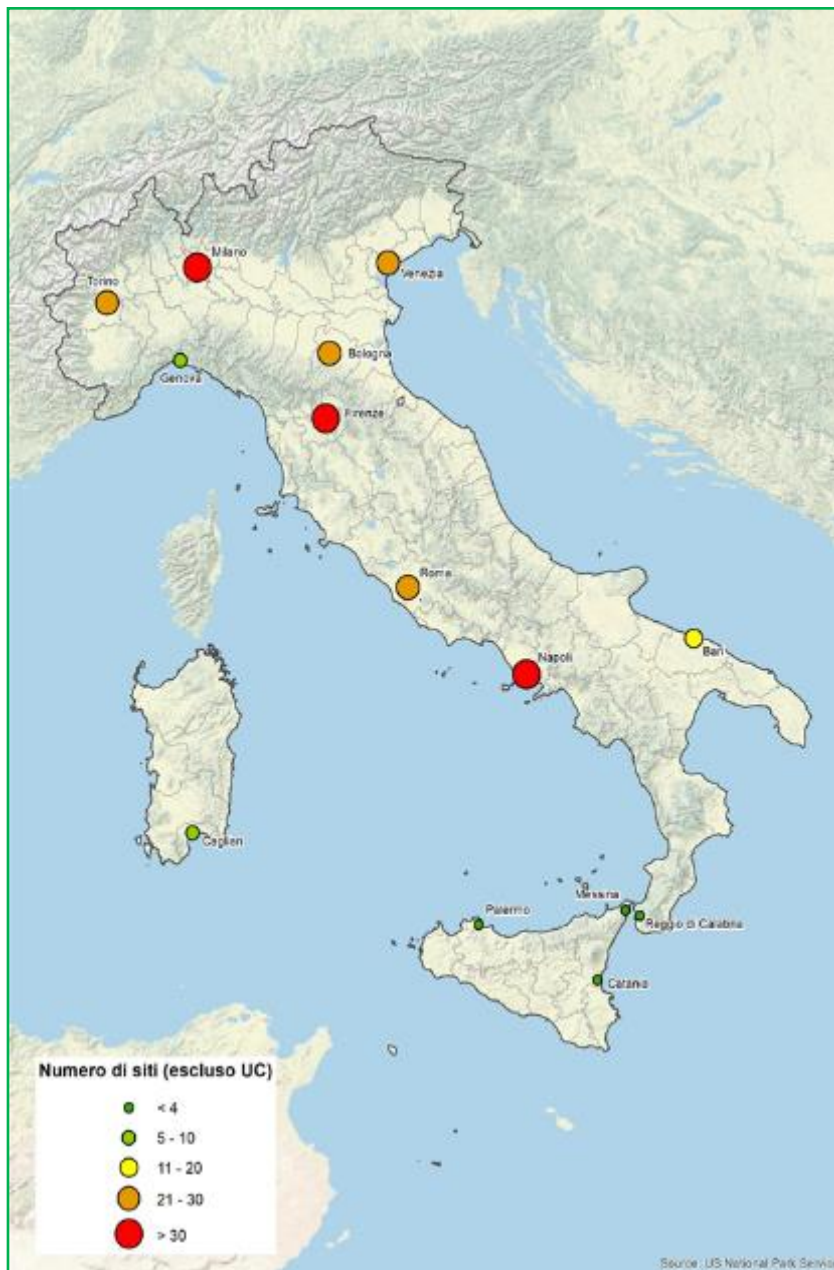 Milano
Venezia
Torino
Bologna
Genova
Firenze
Roma
Bari
Napoli
Cagliari
Messina
Palermo
Reggio di Calabria
Catania
Numero di siti (escluso UC)
< 4
5 - 10
11 - 20
21 - 30
> 30
Source: US National Park Service